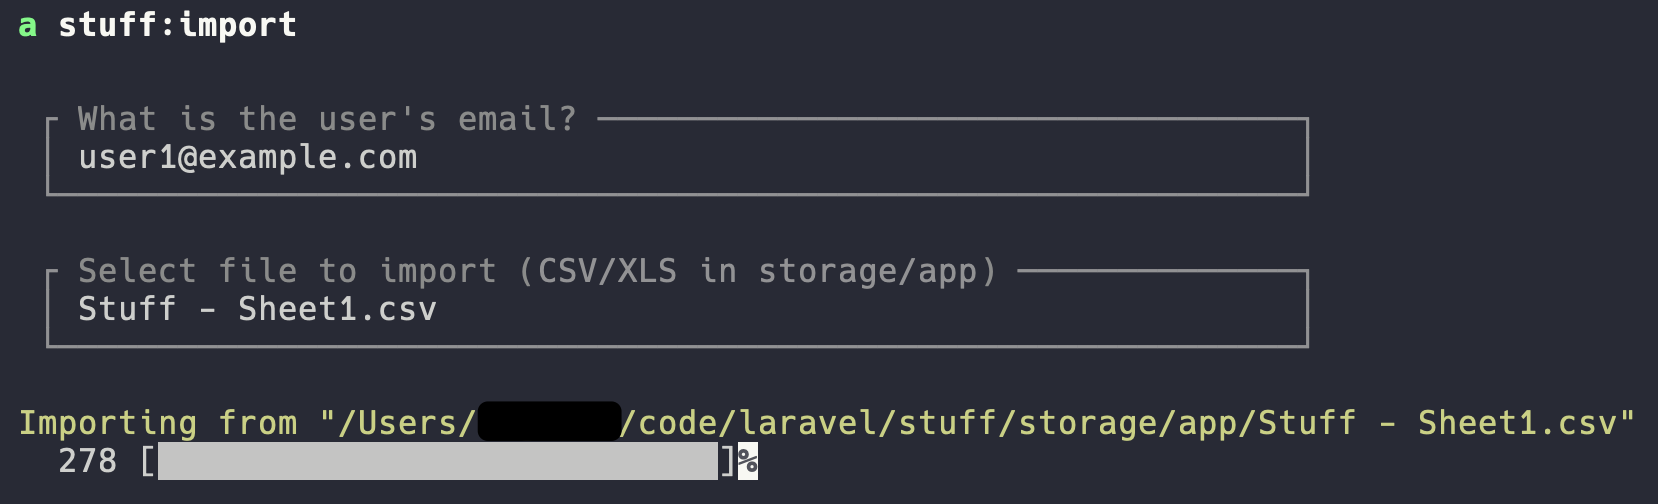 a stuff:import
What is the user's email?
user1@example.com
Select file to import (CSV/XLS in storage/app)
Stuff - Sheet1.csv
Importing from "/Users/ /code/laravel/stuff/storage/app/Stuff - Sheet1.csv"
278 [ ]%